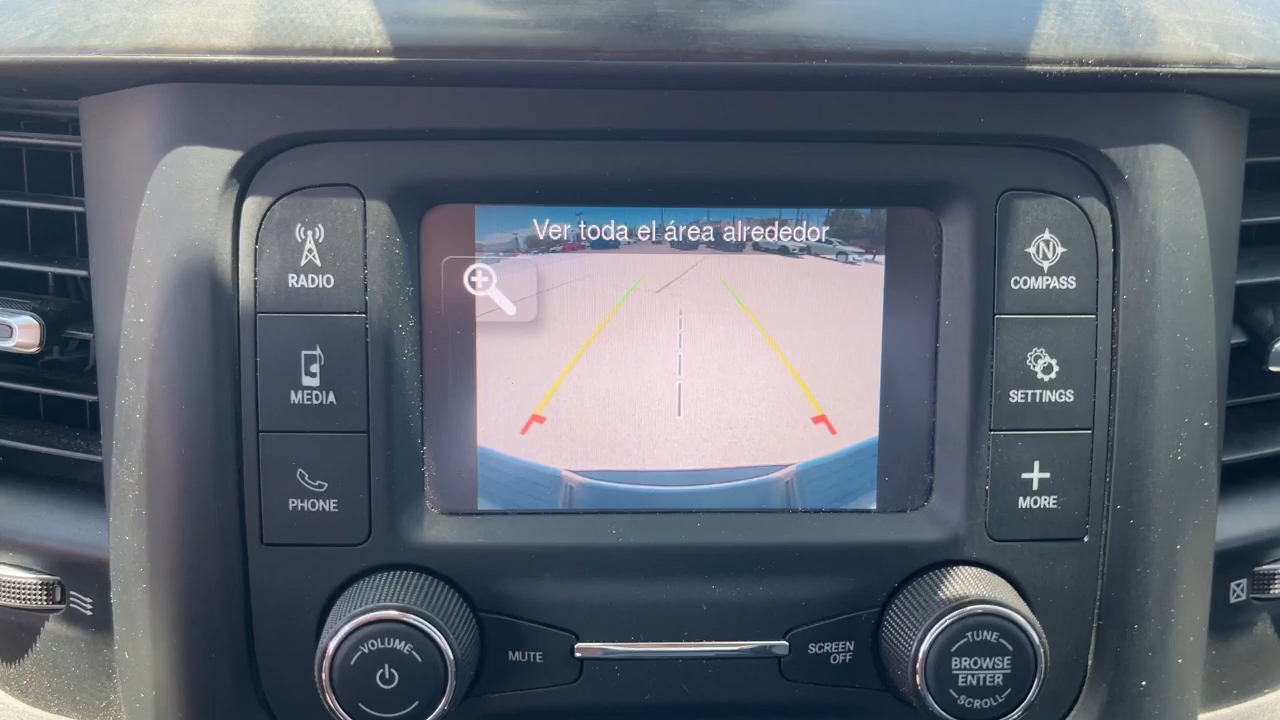 Ver toda el área alrededor
RADIO
MEDIA
PHONE
N
COMPASS
SETTINGS
MORE
VOLUME
MUTE
SCREEN
OFF
TUNE
BROWSE
ENTER
SCROLL